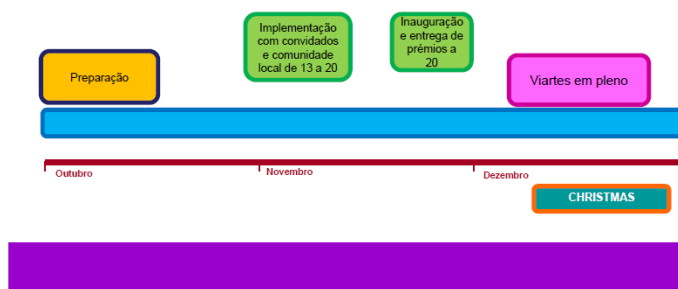 Preparação
Implementação
com convidados
e comunidade
local de 13 a 20
Inauguração
e entrega de
prémios a
20
Viartes em pleno
Outubro
Novembro
Dezembro
CHRISTMAS